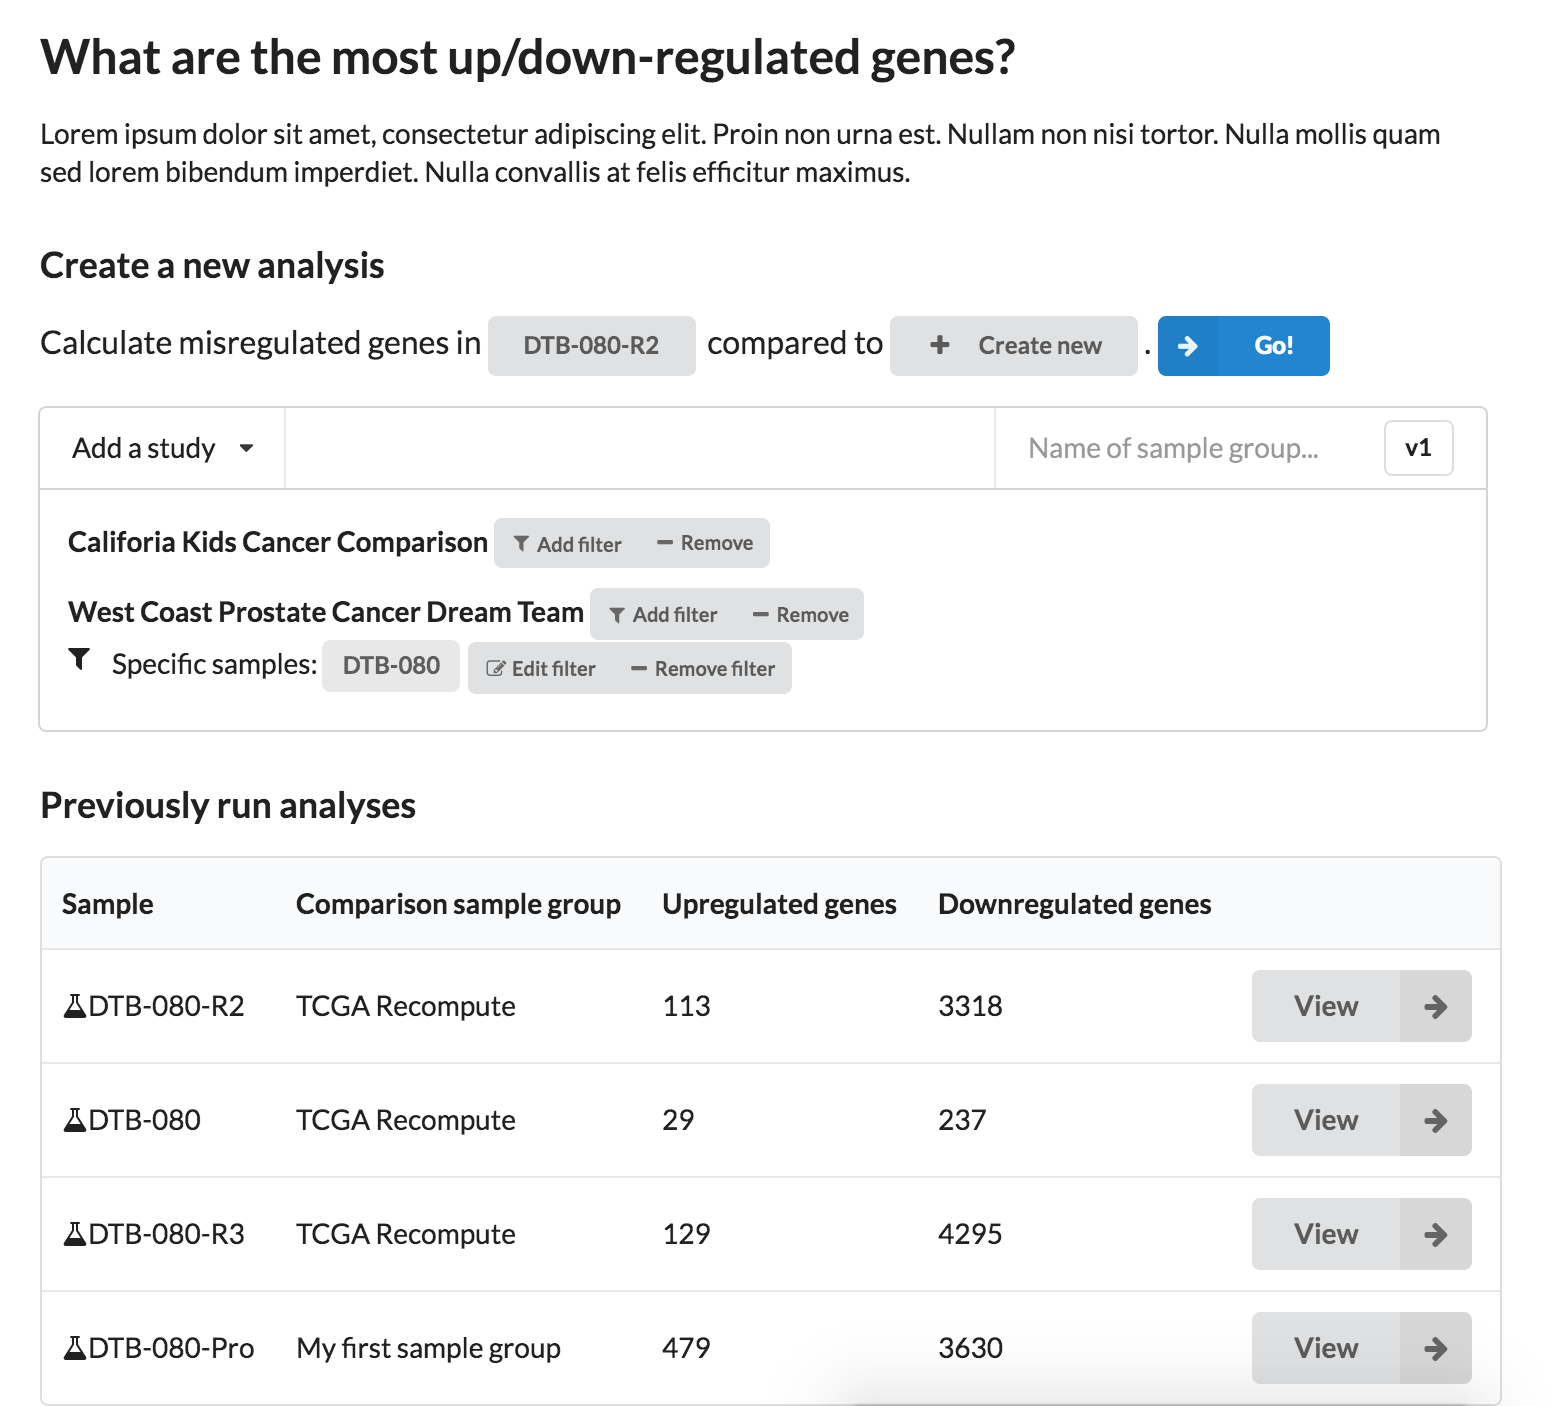 What are the most up/down-regulated genes?
Lorem ipsum dolor sit amet, consectetur adipiscing elit. Proin non urna est. Nullam non nisi tortor. Nulla mollis quam
sed lorem bibendum imperdiet. Nulla convallis at felis efficitur maximus.
Create a new analysis
Calculate misregulated genes in DTB-080-R2 compared to Create new . Go!
Add a study Name of sample group... v1
Califoria Kids Cancer Comparison Add filter Remove
West Coast Prostate Cancer Dream Team Add filter Remove
Specific samples: DTB-080 Edit filter Remove filter
Previously run analyses
Sample Comparison sample group Upregulated genes Downregulated genes
DTB-080-R2 TCGA Recompute 113 3318 View
DTB-080 TCGA Recompute 29 237 View
DTB-080-R3 TCGA Recompute 129 4295 View
DTB-080-Pro My first sample group 479 3630 View